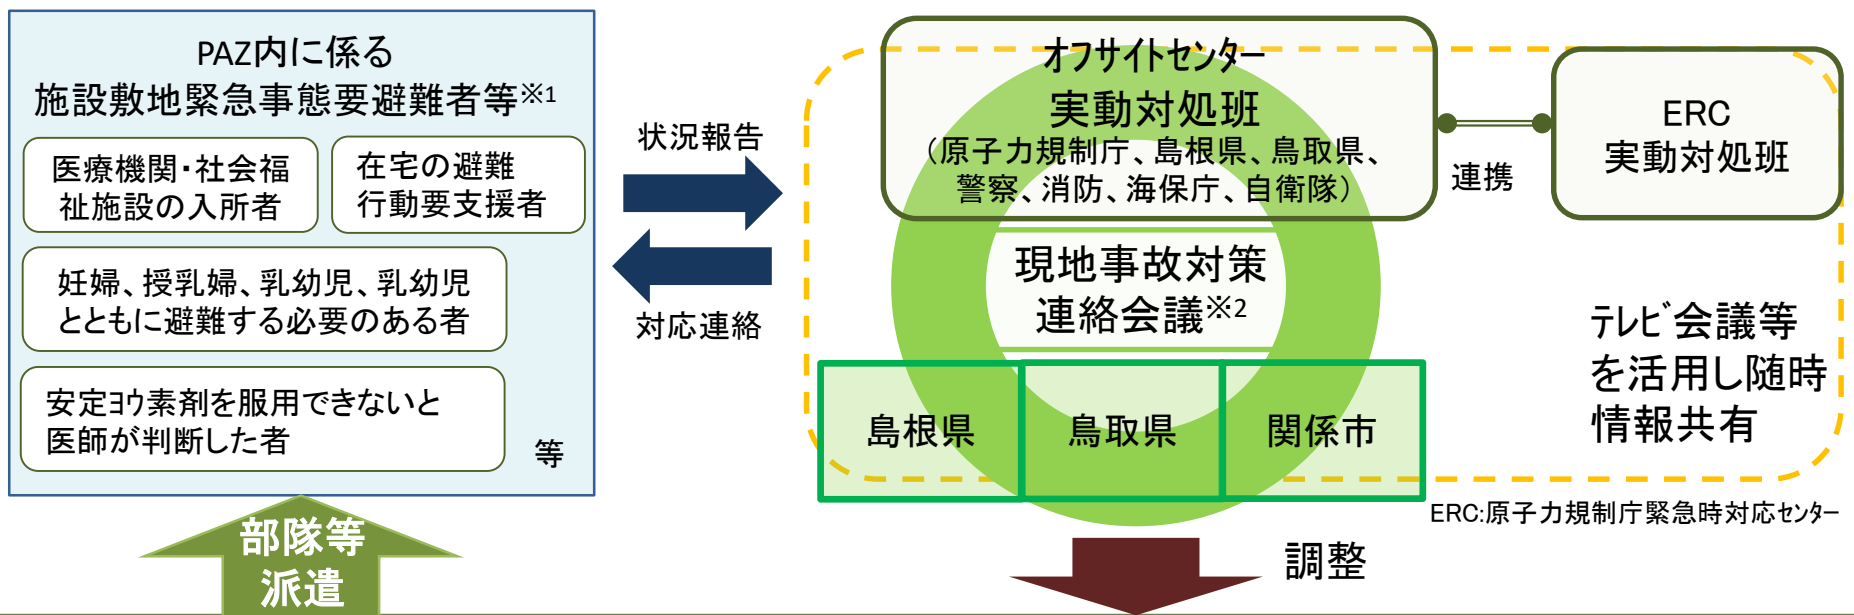 PAZ内に係る
施設敷地緊急事態要避難者等※1
医療機関・社会福
祉施設の入所者
在宅の避難
行動要支援者
妊婦、授乳婦、乳幼児、乳幼児
とともに避難する必要のある者
安定ﾖｳ素剤を服用できないと
医師が判断した者
等
部隊等
派遣
状況報告
対応連絡
ｵﾌｻｲﾄｾﾝﾀｰ
実動対処班
（原子力規制庁、島根県、鳥取県、
警察、消防、海保庁、自衛隊）
連携
ERC
実動対処班
現地事故対策
連絡会議※2
島根県
鳥取県
関係市
ﾃﾚﾋﾞ会議等
を活用し随時
情報共有
ERC:原子力規制庁緊急時対応ｾﾝﾀｰ
調整